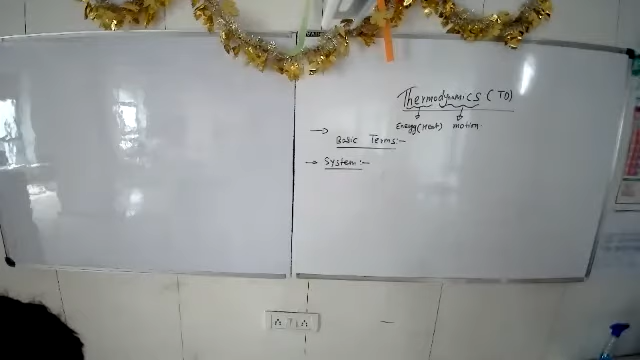 Thermodynamics (TD)
Energy(Heat) motion
→ Basic Terms:-
→ System:-